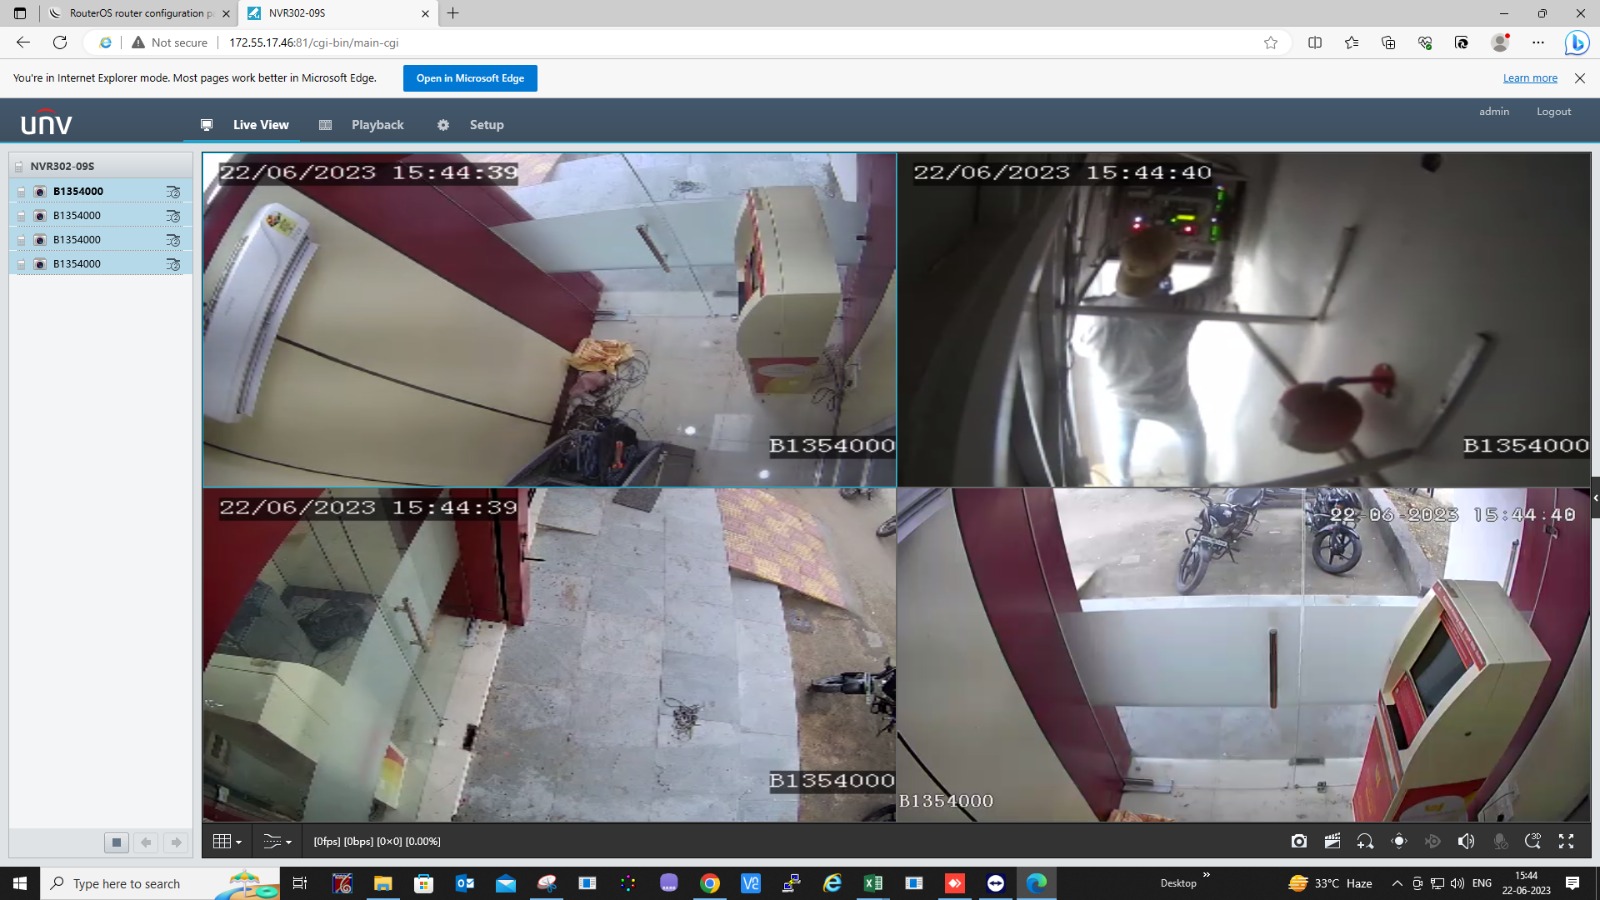 RouterOS router configuration p
NVR302-09S
Not secure
172.55.17.46:81/cgi-bin/main-cgi
You're in Internet Explorer mode. Most pages work better in Microsoft Edge.
Open in Microsoft Edge
Learn more
unv
Live View
Playback
Setup
admin
Logout
NVR302-09S
B1354000
B1354000
B1354000
B1354000
22/06/2023 15:44:39
B1354000
22/06/2023 15:44:40
B1354000
22/06/2023 15:44:39
B1354000
22-06-2023 15:44:40
B1354000
[0fps] [0bps] [0×0] [0.00%]
3D
Type here to search
Desktop
33°C Haze
ENG
15:44
22-06-2023